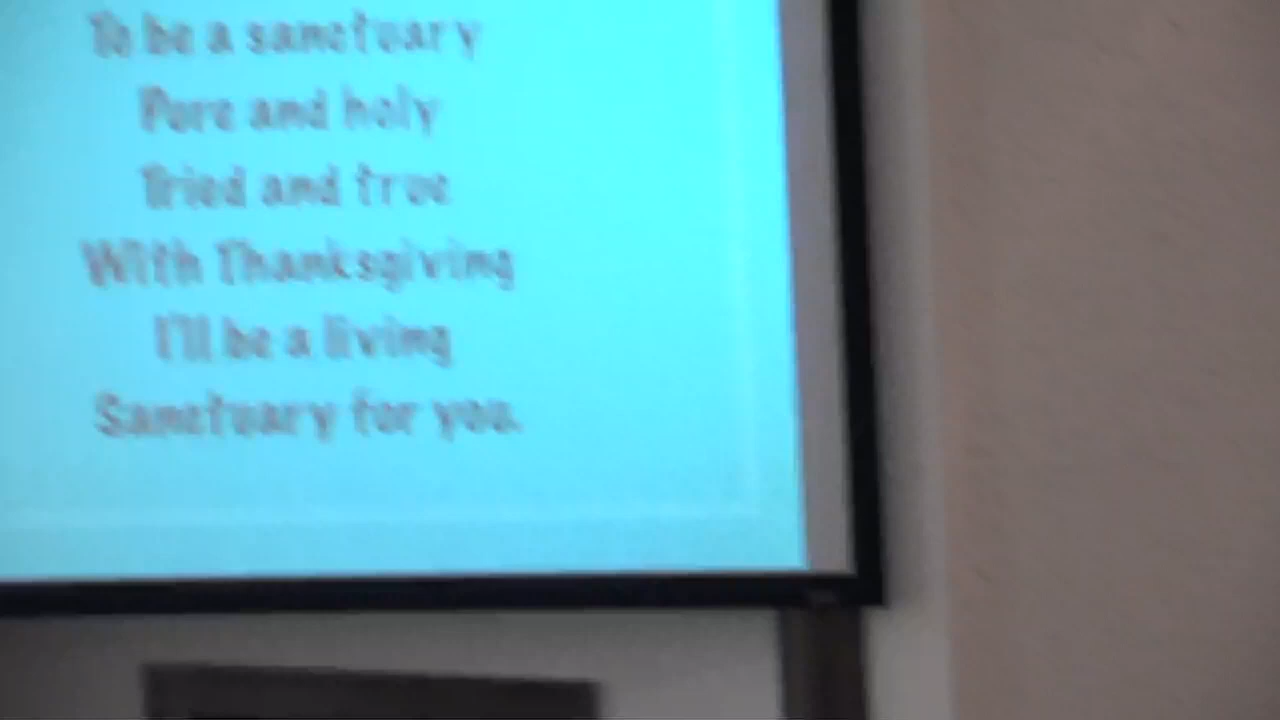 To be a sanctuary
Pure and holy
Tried and true
With Thanksgiving
I'll be a living
Sanctuary for you.